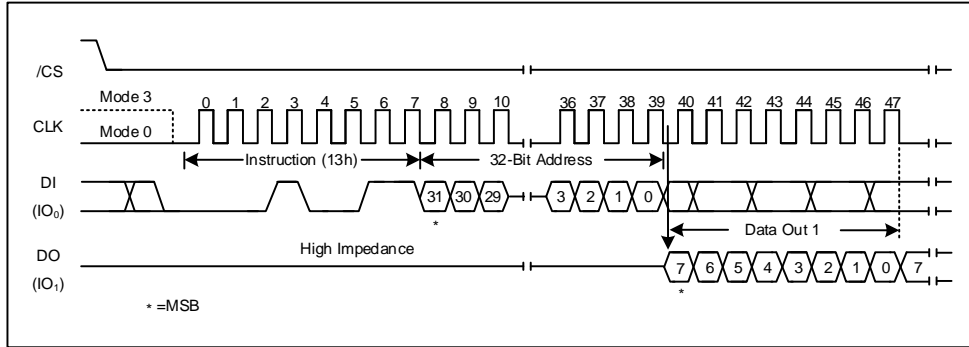 /CS
Mode 3
0 1 2 3 4 5 6 7 8 9 10 36 37 38 39 40 41 42 43 44 45 46 47
CLK
Mode 0
Instruction (13h) 32-Bit Address
DI
(IO0)
31 30 29 3 2 1 0
*
Data Out 1
High Impedance
DO
(IO1)
7 6 5 4 3 2 1 0 7
*
* =MSB